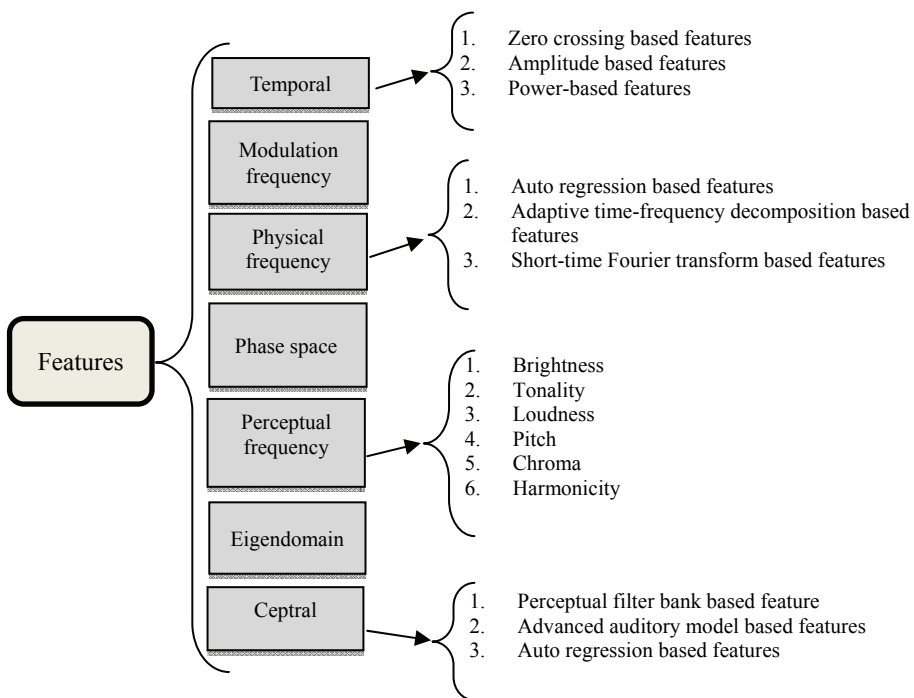 Features
Temporal
1. Zero crossing based features
2. Amplitude based features
3. Power-based features
Modulation
frequency
Physical
frequency
1. Auto regression based features
2. Adaptive time-frequency decomposition based
features
3. Short-time Fourier transform based features
Phase space
Perceptual
frequency
1. Brightness
2. Tonality
3. Loudness
4. Pitch
5. Chroma
6. Harmonicity
Eigendomain
Ceptral
1. Perceptual filter bank based feature
2. Advanced auditory model based features
3. Auto regression based features